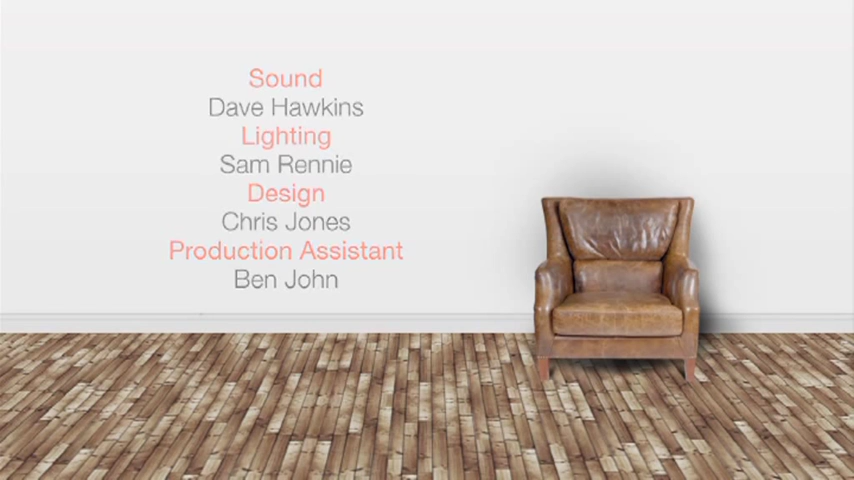 Sound
Dave Hawkins
Lighting
Sam Rennie
Design
Chris Jones
Production Assistant
Ben John